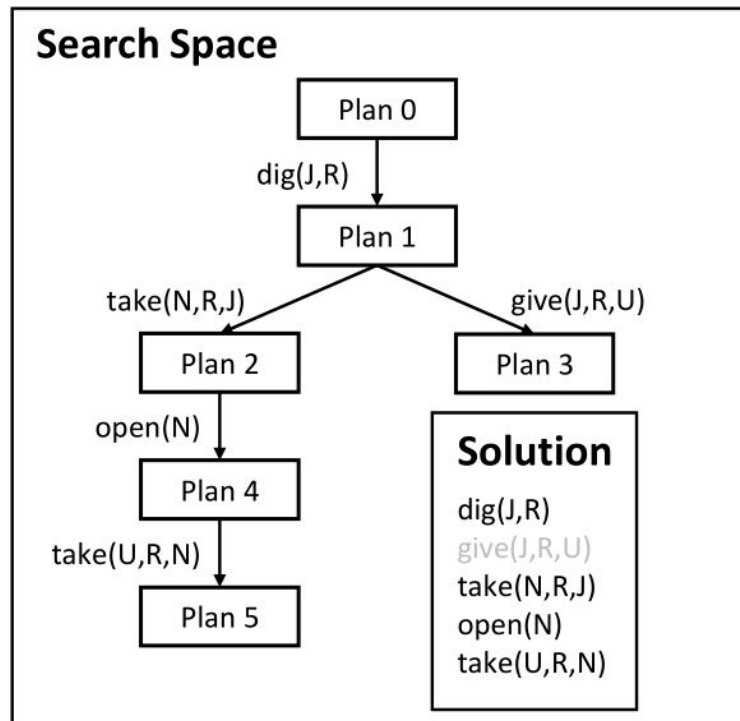 Search Space
Plan 0
dig(J,R)
Plan 1
take(N,R,J)
give(J,R,U)
Plan 2
Plan 3
open(N)
Plan 4
take(U,R,N)
Plan 5
Solution
dig(J,R)
give(J,R,U)
take(N,R,J)
open(N)
take(U,R,N)